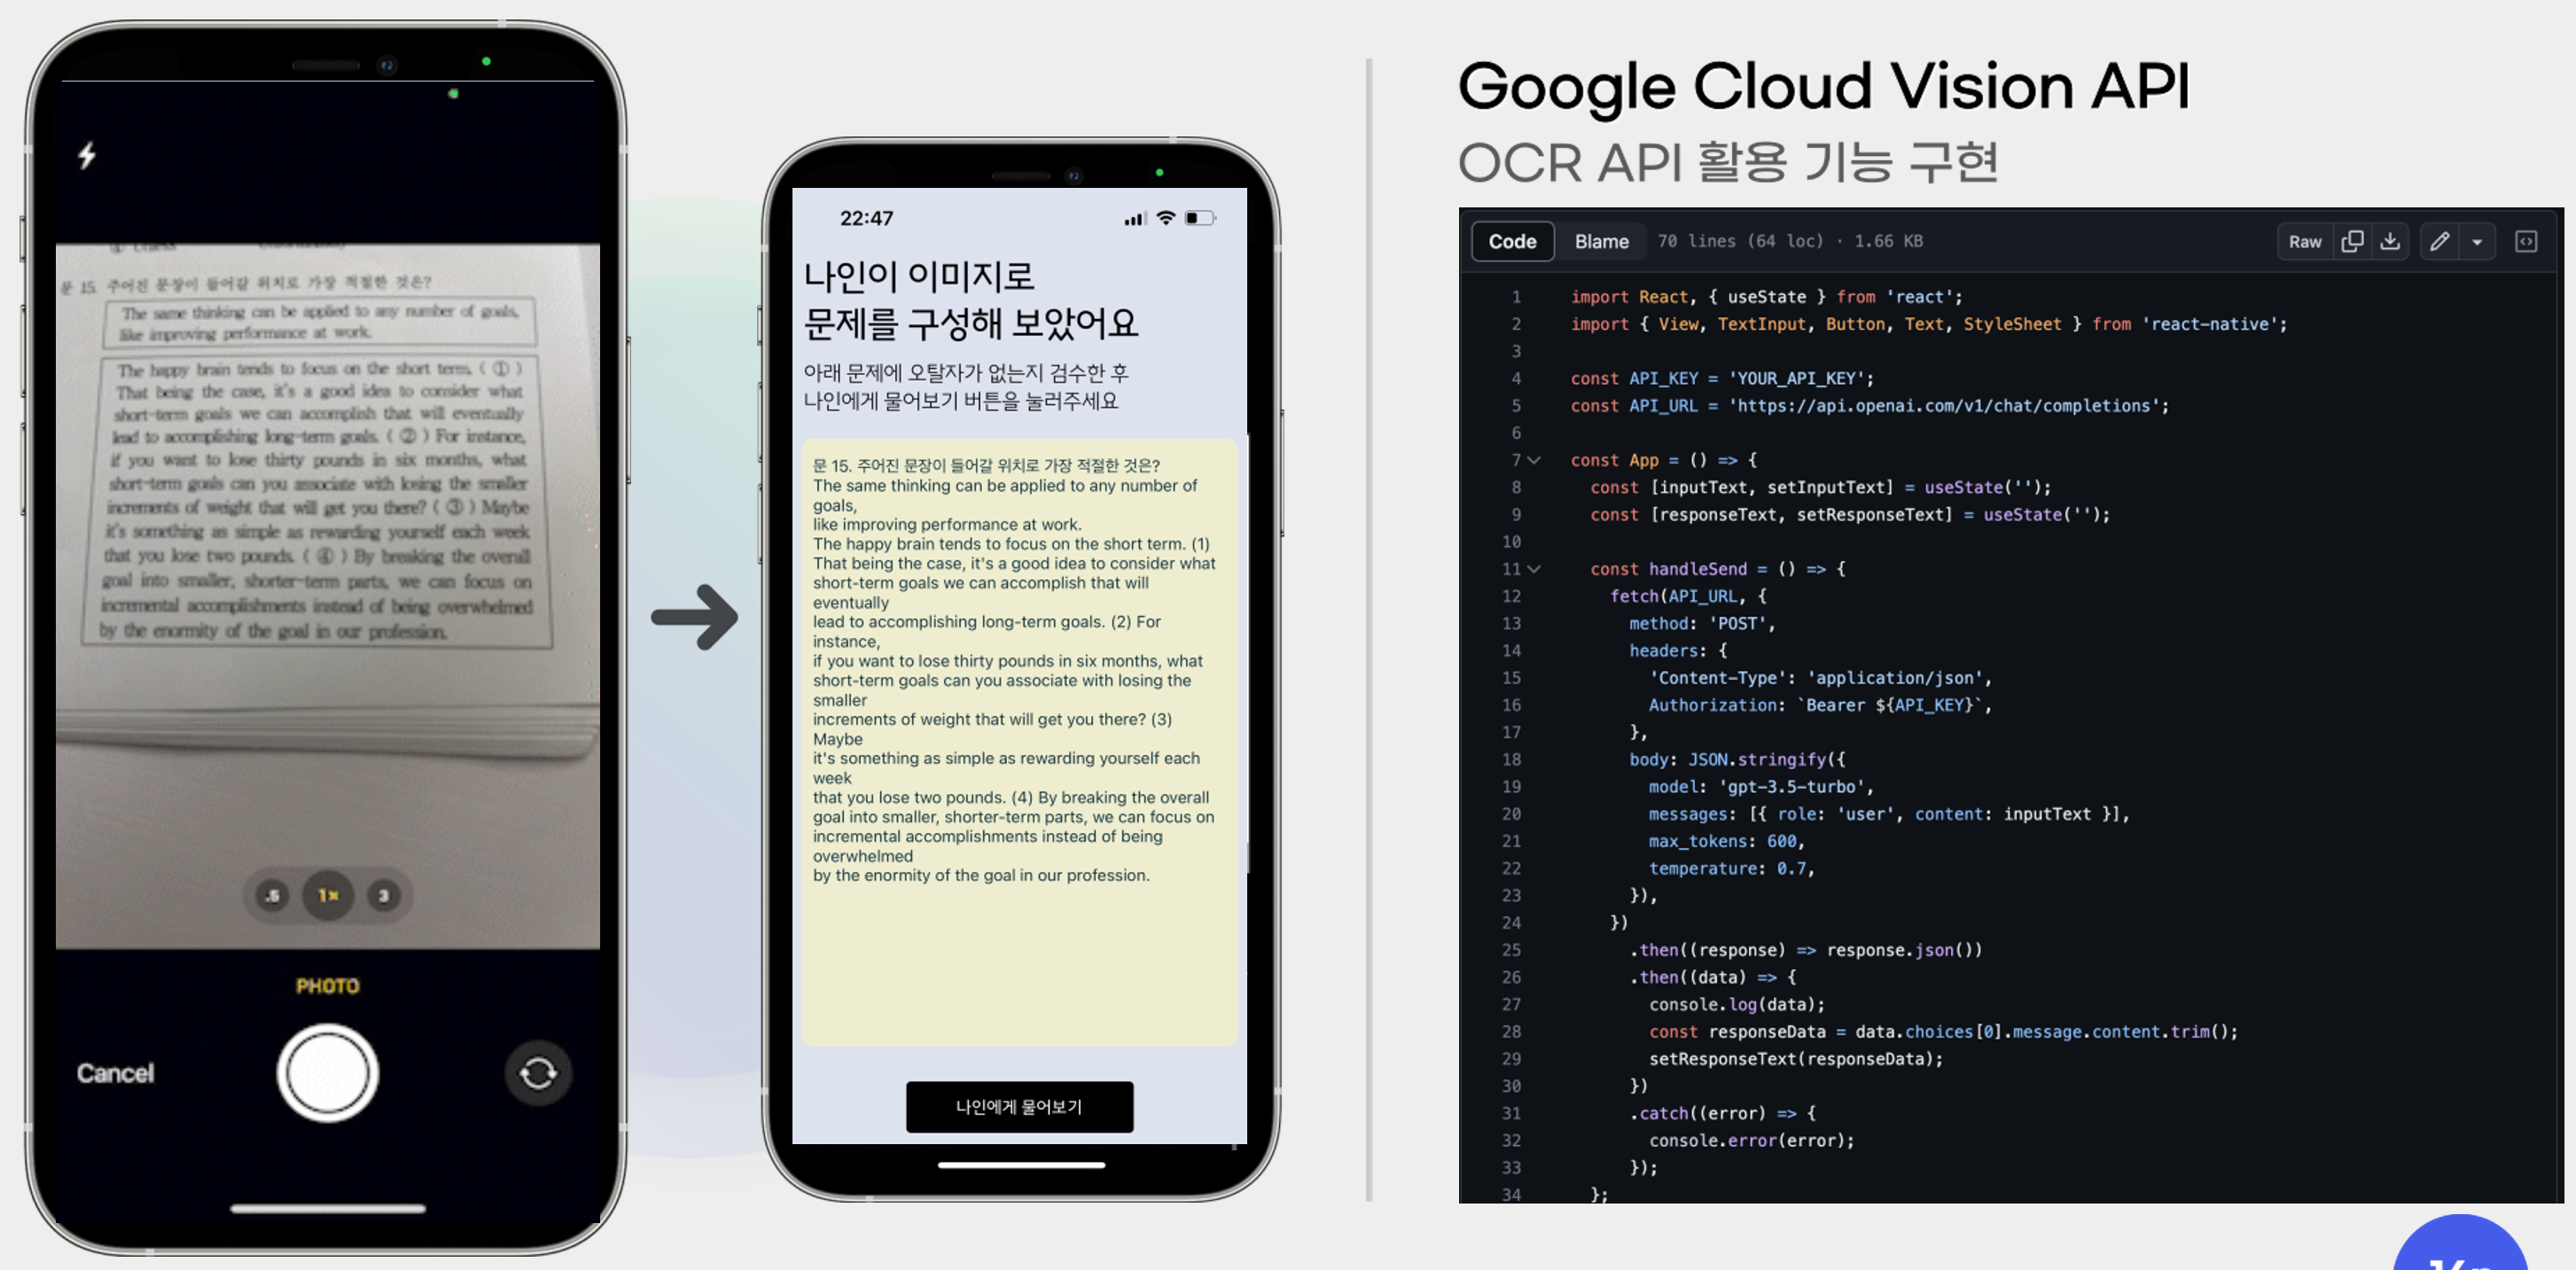 문 15. 주어진 문장이 들어갈 위치로 가장 적절한 것은?
The same thinking can be applied to any number of goals,
like improving performance at work.
The happy brain tends to focus on the short term. ( ① )
That being the case, it's a good idea to consider what
short-term goals we can accomplish that will eventually
lead to accomplishing long-term goals. ( ② ) For instance,
if you want to lose thirty pounds in six months, what
short-term goals can you associate with losing the smaller
increments of weight that will get you there? ( ③ ) Maybe
it's something as simple as rewarding yourself each week
that you lose two pounds. ( ④ ) By breaking the overall
goal into smaller, shorter-term parts, we can focus on
incremental accomplishments instead of being overwhelmed
by the enormity of the goal in our profession.
.5 1× 3
PHOTO
Cancel
22:47
나인이 이미지로
문제를 구성해 보았어요
아래 문제에 오탈자가 없는지 검수한 후
나인에게 물어보기 버튼을 눌러주세요
문 15. 주어진 문장이 들어갈 위치로 가장 적절한 것은?
The same thinking can be applied to any number of
goals,
like improving performance at work.
The happy brain tends to focus on the short term. (1)
That being the case, it's a good idea to consider what
short-term goals we can accomplish that will
eventually
lead to accomplishing long-term goals. (2) For
instance,
if you want to lose thirty pounds in six months, what
short-term goals can you associate with losing the
smaller
increments of weight that will get you there? (3)
Maybe
it's something as simple as rewarding yourself each
week
that you lose two pounds. (4) By breaking the overall
goal into smaller, shorter-term parts, we can focus on
incremental accomplishments instead of being
overwhelmed
by the enormity of the goal in our profession.
나인에게 물어보기
Google Cloud Vision API
OCR API 활용 기능 구현
Code Blame 70 lines (64 loc) · 1.66 KB Raw
1 import React, { useState } from 'react';
2 import { View, TextInput, Button, Text, StyleSheet } from 'react-native';
3
4 const API_KEY = 'YOUR_API_KEY';
5 const API_URL = 'https://api.openai.com/v1/chat/completions';
6
7 const App = () => {
8 const [inputText, setInputText] = useState('');
9 const [responseText, setResponseText] = useState('');
10
11 const handleSend = () => {
12 fetch(API_URL, {
13 method: 'POST',
14 headers: {
15 'Content-Type': 'application/json',
16 Authorization: `Bearer ${API_KEY}`,
17 },
18 body: JSON.stringify({
19 model: 'gpt-3.5-turbo',
20 messages: [{ role: 'user', content: inputText }],
21 max_tokens: 600,
22 temperature: 0.7,
23 }),
24 })
25 .then((response) => response.json())
26 .then((data) => {
27 console.log(data);
28 const responseData = data.choices[0].message.content.trim();
29 setResponseText(responseData);
30 })
31 .catch((error) => {
32 console.error(error);
33 });
34 };